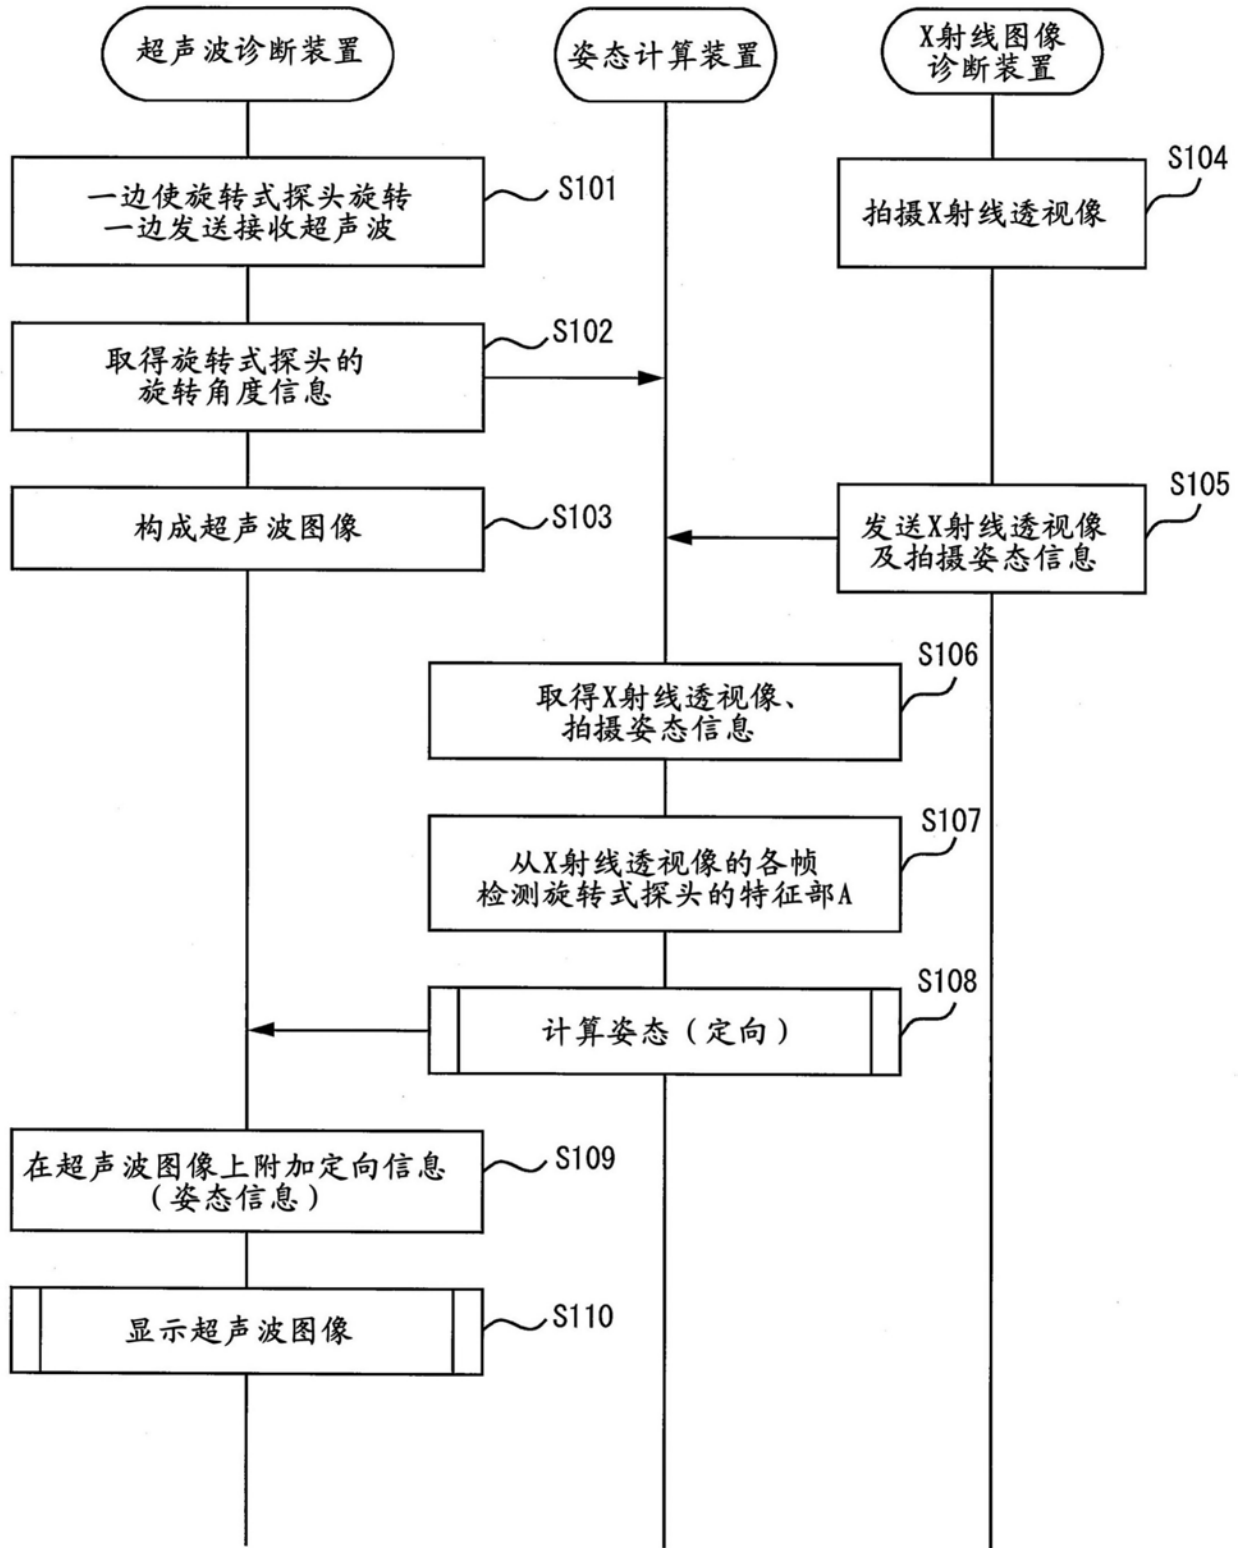 超声波诊断装置
姿态计算装置
X射线图像
诊断装置
一边使旋转式探头旋转
一边发送接收超声波
S101
拍摄X射线透视像
S104
取得旋转式探头的
旋转角度信息
S102
构成超声波图像
S103
发送X射线透视像
及拍摄姿态信息
S105
取得X射线透视像、
拍摄姿态信息
S106
从X射线透视像的各帧
检测旋转式探头的特征部A
S107
计算姿态（定向）
S108
在超声波图像上附加定向信息
（姿态信息）
S109
显示超声波图像
S110